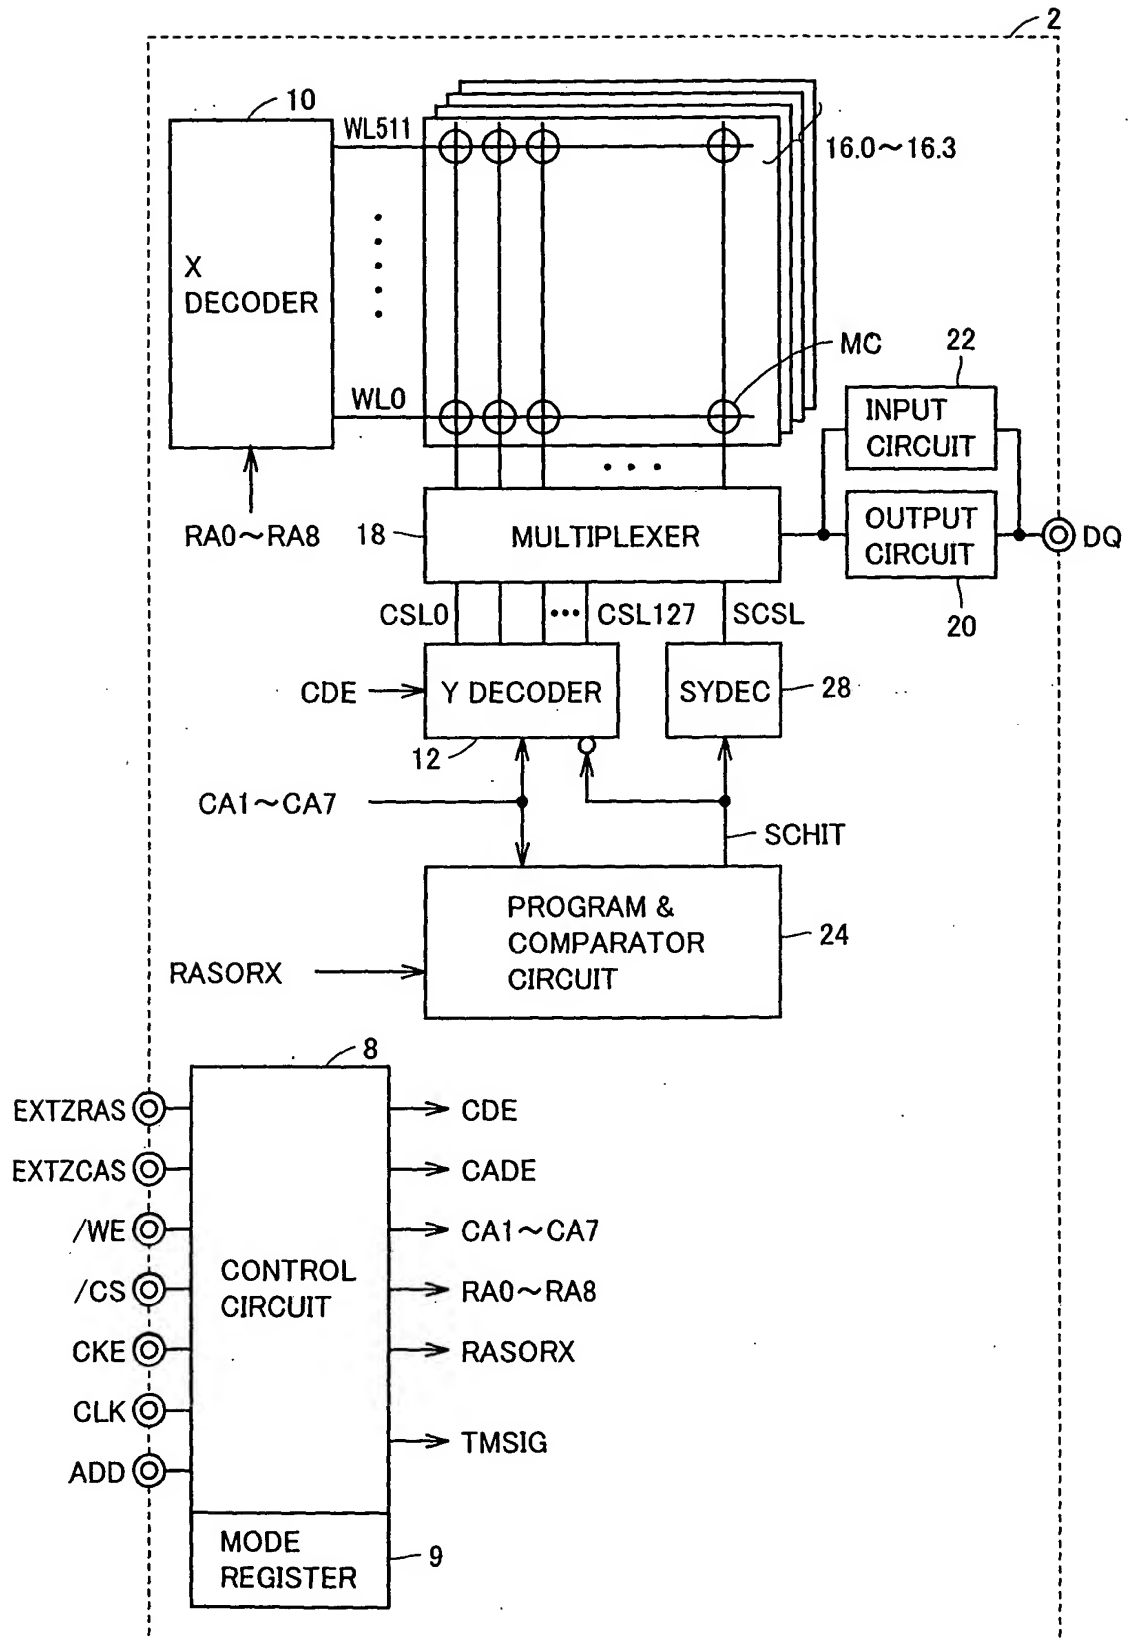 2
10
WL511
16.0～16.3
X
DECODER
MC
22
WL0
INPUT
CIRCUIT
RA0～RA8
18
MULTIPLEXER
OUTPUT
CIRCUIT
DQ
CSL0
CSL127
SCSL
20
CDE
Y DECODER
SYDEC
28
12
CA1～CA7
SCHIT
PROGRAM &
COMPARATOR
CIRCUIT
24
RASORX
8
EXTZRAS
CDE
EXTZCAS
CADE
/WE
CA1～CA7
/CS
CONTROL
CIRCUIT
RA0～RA8
CKE
RASORX
CLK
TMSIG
ADD
MODE
REGISTER
9